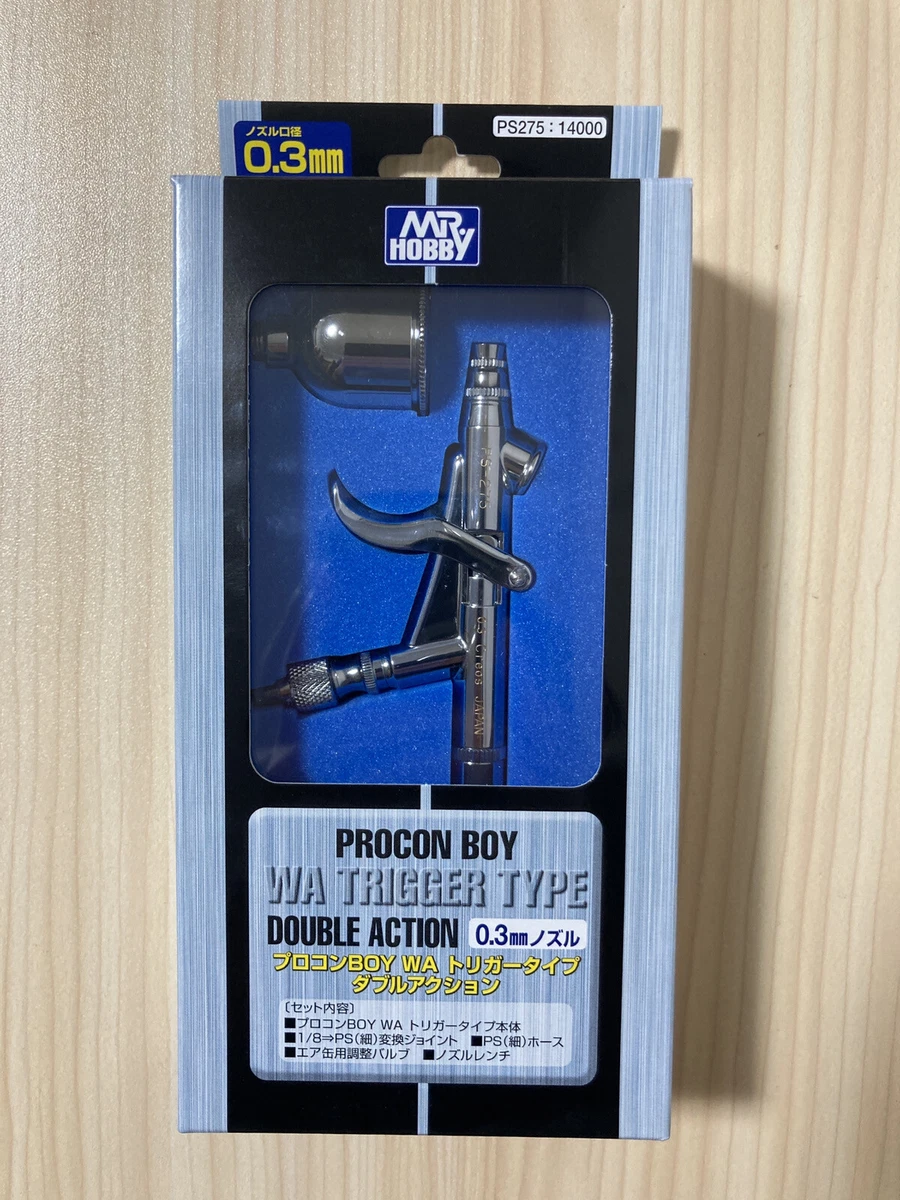 ノズル口径
0.3mm
PS275:14000
MR.
HOBBY
PS-275
GSI Creos JAPAN
PROCON BOY
WA TRIGGER TYPE
DOUBLE ACTION 0.3mmノズル
プロコンBOY WA トリガータイプ
ダブルアクション
〔セット内容〕
■プロコンBOY WA トリガータイプ本体
■1/8⇒PS(細)変換ジョイント ■PS(細)ホース
■エア缶用調整バルブ ■ノズルレンチ